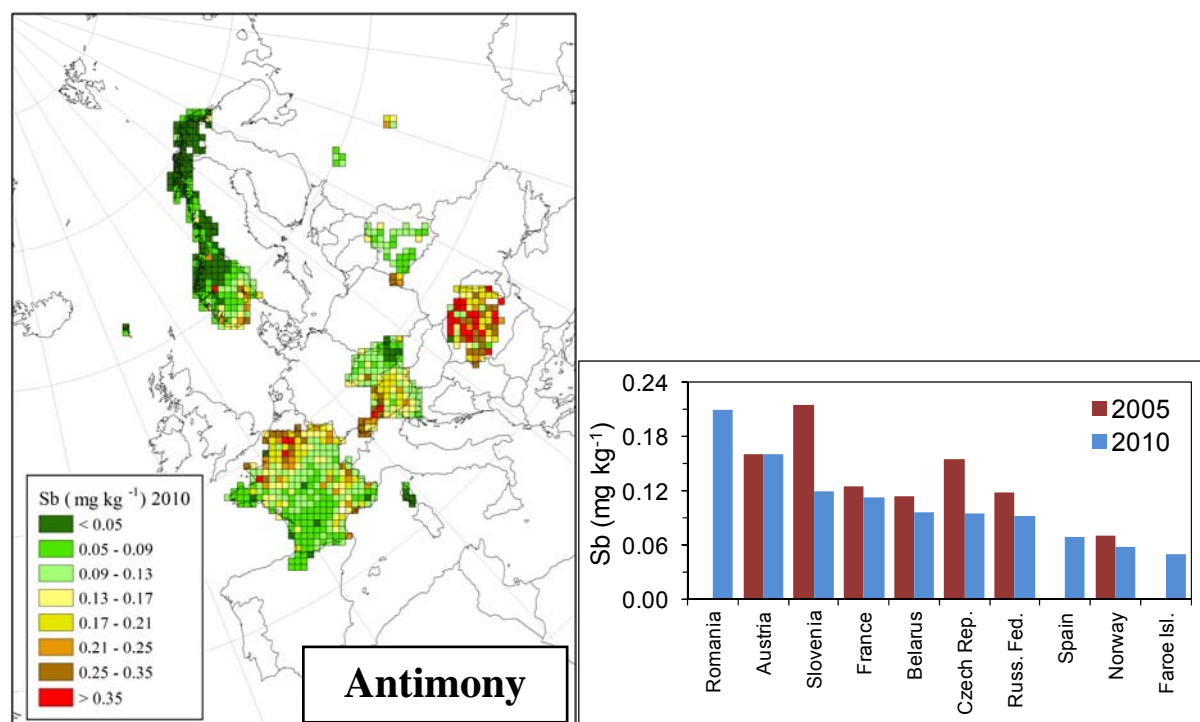 Sb ( mg kg ⁻¹ ) 2010
< 0.05
0.05 - 0.09
0.09 - 0.13
0.13 - 0.17
0.17 - 0.21
0.21 - 0.25
0.25 - 0.35
> 0.35
Antimony
Sb (mg kg⁻¹)
0.24
0.18
0.12
0.06
0.00
2005
2010
Romania
Austria
Slovenia
France
Belarus
Czech Rep.
Russ. Fed.
Spain
Norway
Faroe Isl.